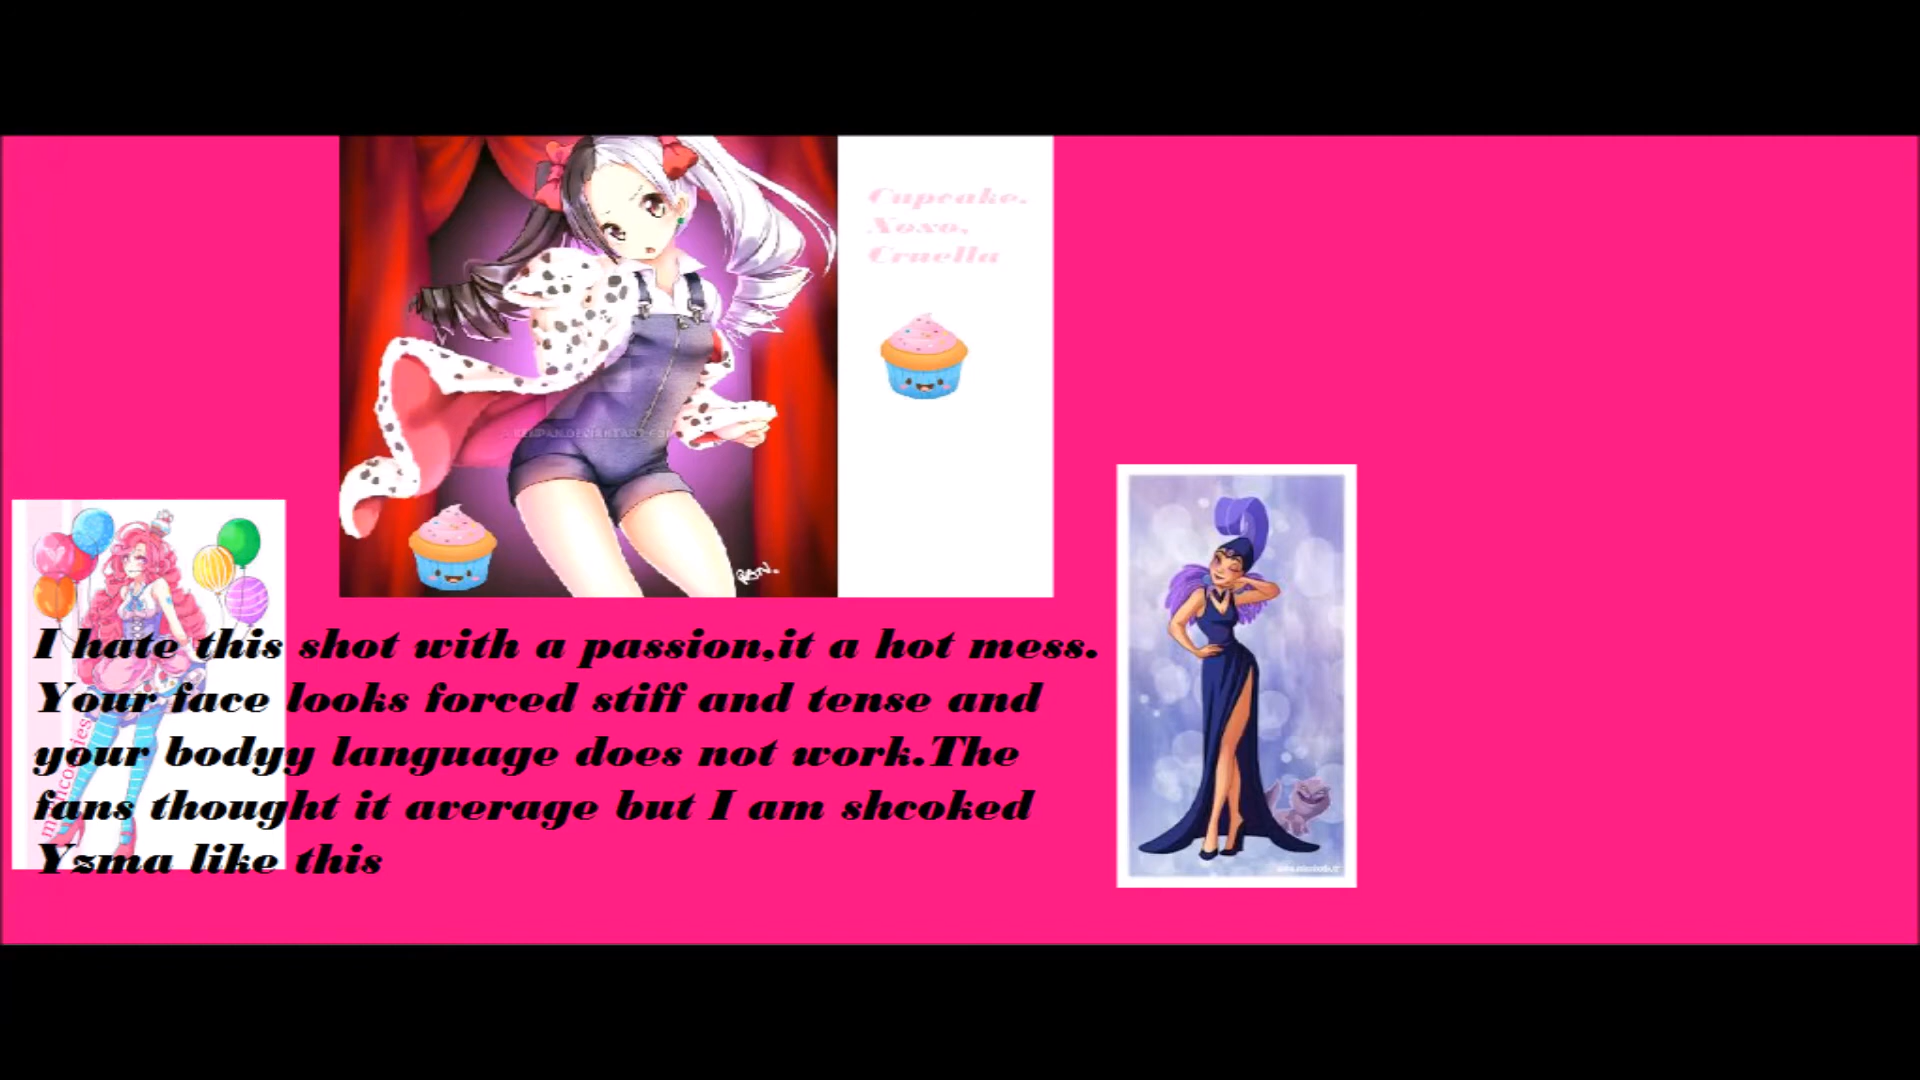 Cupcake.
Xoxo,
Cruella
I hate this shot with a passion,it a hot mess.
Your face looks forced stiff and tense and
your bodyy language does not work.The
fans thought it average but I am shcoked
Yzma like this